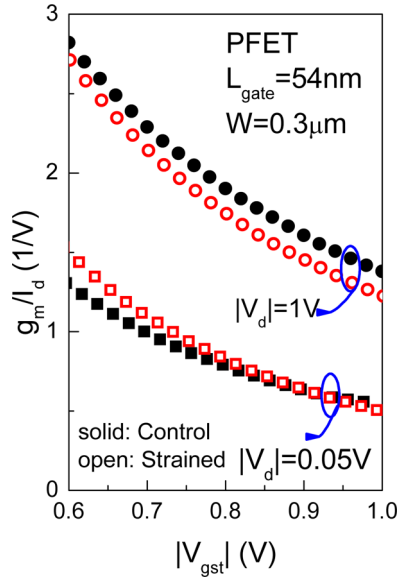 3
2
1
0
g_m/I_d (1/V)
PFET
L_gate=54nm
W=0.3μm
|V_d|=1V
solid: Control
open: Strained
|V_d|=0.05V
0.6 0.7 0.8 0.9 1.0
|V_gst| (V)